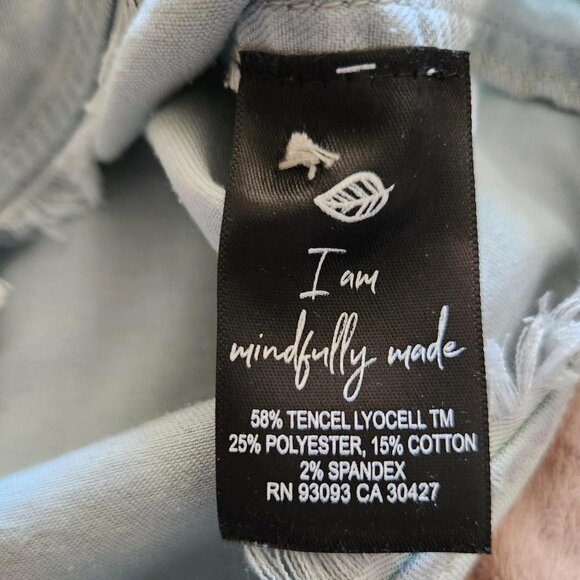 I am
mindfully made
58% TENCEL LYOCELL TM
25% POLYESTER, 15% COTTON
2% SPANDEX
RN 93093 CA 30427